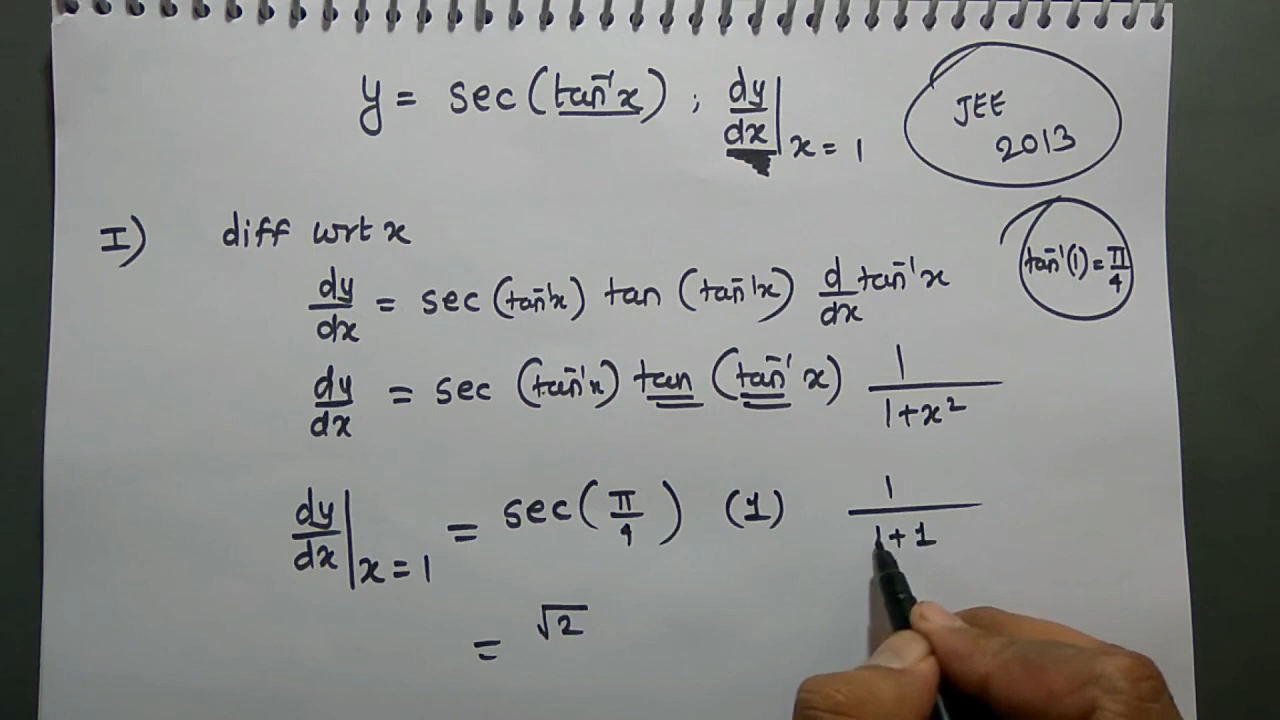 y = sec(tan⁻¹x) ; dy/dx|x = 1
JEE
2013
I) diff wrt x
tan⁻¹(1) = π/4
dy/dx = sec(tan⁻¹x) tan(tan⁻¹x) d/dx tan⁻¹x
dy/dx = sec(tan⁻¹x) tan(tan⁻¹x) 1/1+x²
dy/dx|x = 1 = sec(π/4) (1) 1/1+1
= √2